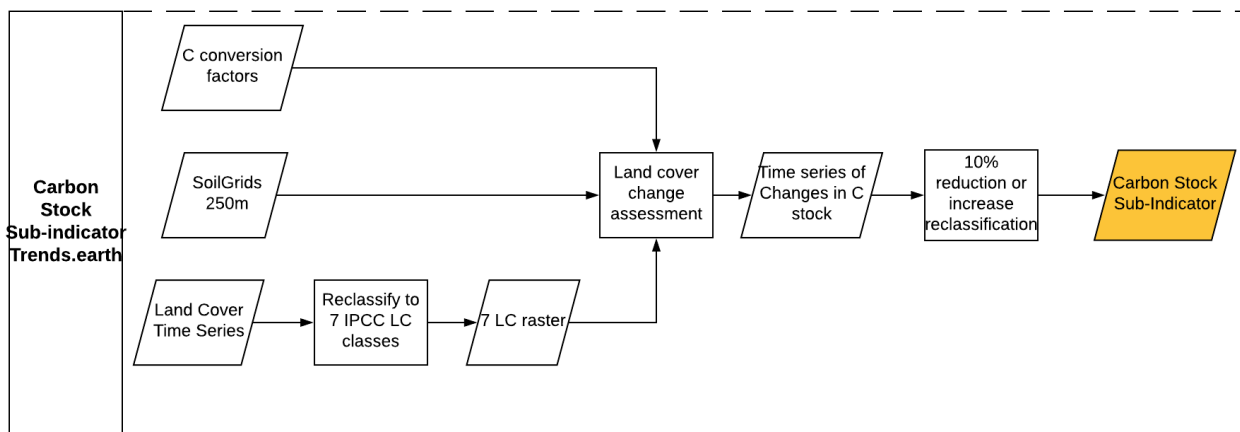 Carbon
Stock
Sub-indicator
Trends.earth
C conversion
factors
SoilGrids
250m
Land Cover
Time Series
Reclassify to
7 IPCC LC
classes
7 LC raster
Land cover
change
assessment
Time series of
Changes in C
stock
10%
reduction or
increase
reclassification
Carbon Stock
Sub-Indicator